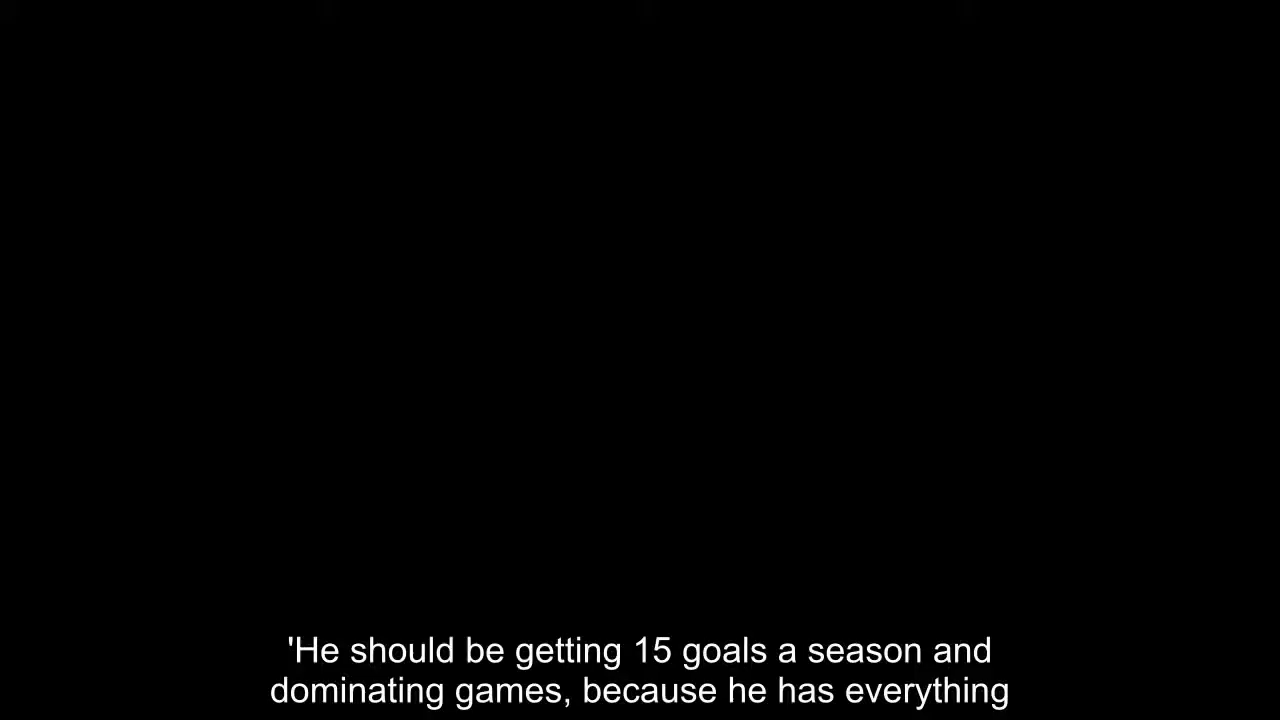 'He should be getting 15 goals a season and
dominating games, because he has everything